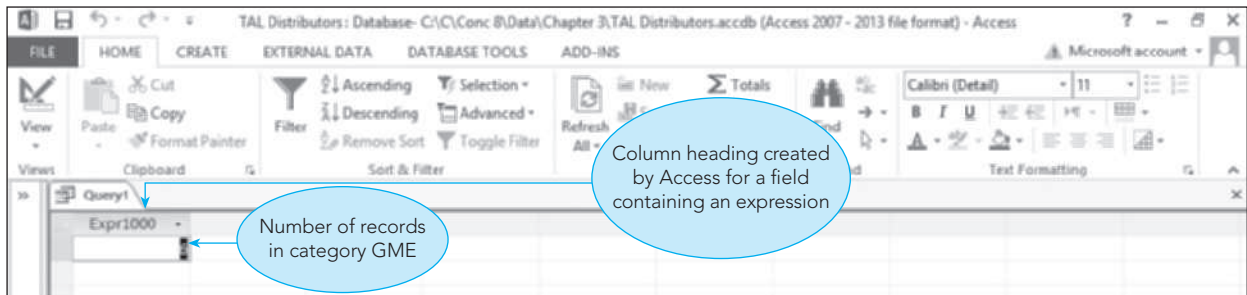 TAL Distributors : Database- C:\C\Conc 8\Data\Chapter 3\TAL Distributors.accdb (Access 2007 - 2013 file format) - Access
FILE HOME CREATE EXTERNAL DATA DATABASE TOOLS ADD-INS Microsoft account
View
Views
Paste
Cut
Copy
Format Painter
Clipboard
Filter
Ascending
Descending
Remove Sort
Selection
Advanced
Toggle Filter
Sort & Filter
Refresh
All
New
Totals
Calibri (Detail) 11
B I U
A
Text Formatting
Column heading created
by Access for a field
containing an expression
Query1
Expr1000
Number of records
in category GME